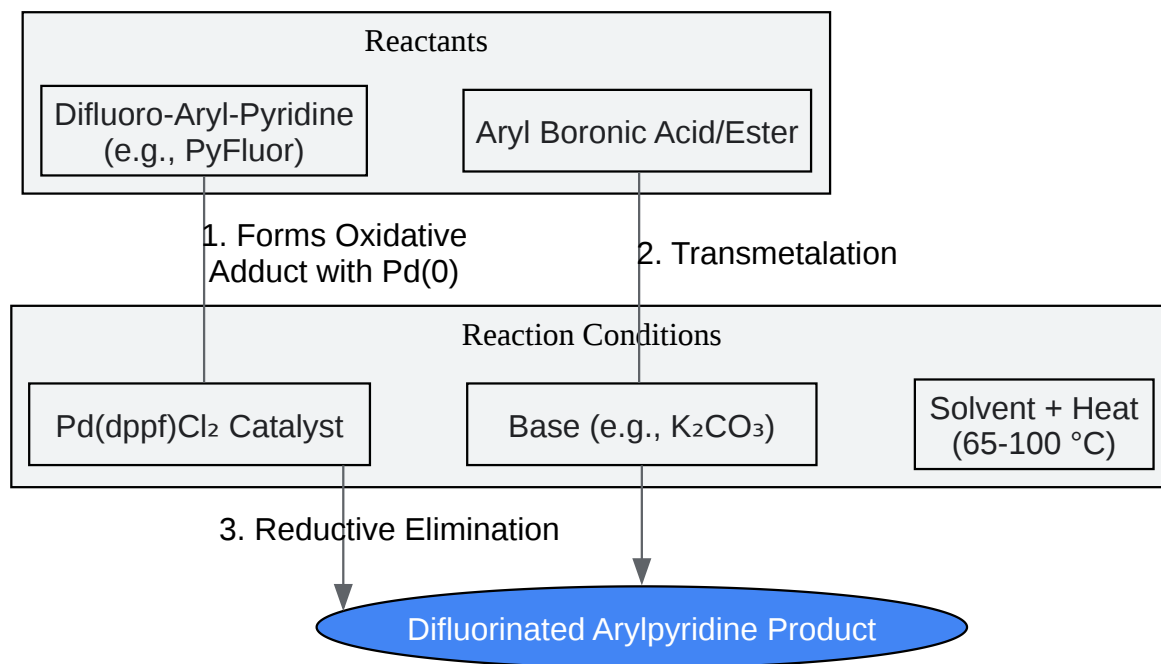 Reactants
Difluoro-Aryl-Pyridine
(e.g., PyFluor)
Aryl Boronic Acid/Ester
1. Forms Oxidative
Adduct with Pd(0)
2. Transmetalation
Reaction Conditions
Pd(dppf)Cl₂ Catalyst
Base (e.g., K₂CO₃)
Solvent + Heat
(65-100 °C)
3. Reductive Elimination
Difluorinated Arylpyridine Product